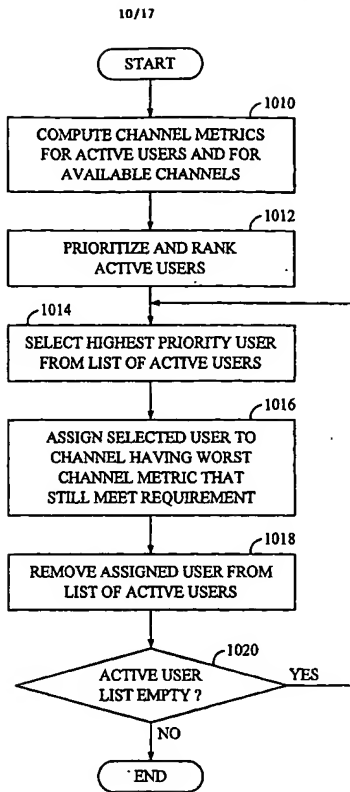 10/17
START
1010
COMPUTE CHANNEL METRICS
FOR ACTIVE USERS AND FOR
AVAILABLE CHANNELS
1012
PRIORITIZE AND RANK
ACTIVE USERS
1014
SELECT HIGHEST PRIORITY USER
FROM LIST OF ACTIVE USERS
1016
ASSIGN SELECTED USER TO
CHANNEL HAVING WORST
CHANNEL METRIC THAT
STILL MEET REQUIREMENT
1018
REMOVE ASSIGNED USER FROM
LIST OF ACTIVE USERS
1020
ACTIVE USER
LIST EMPTY ?
YES
NO
END